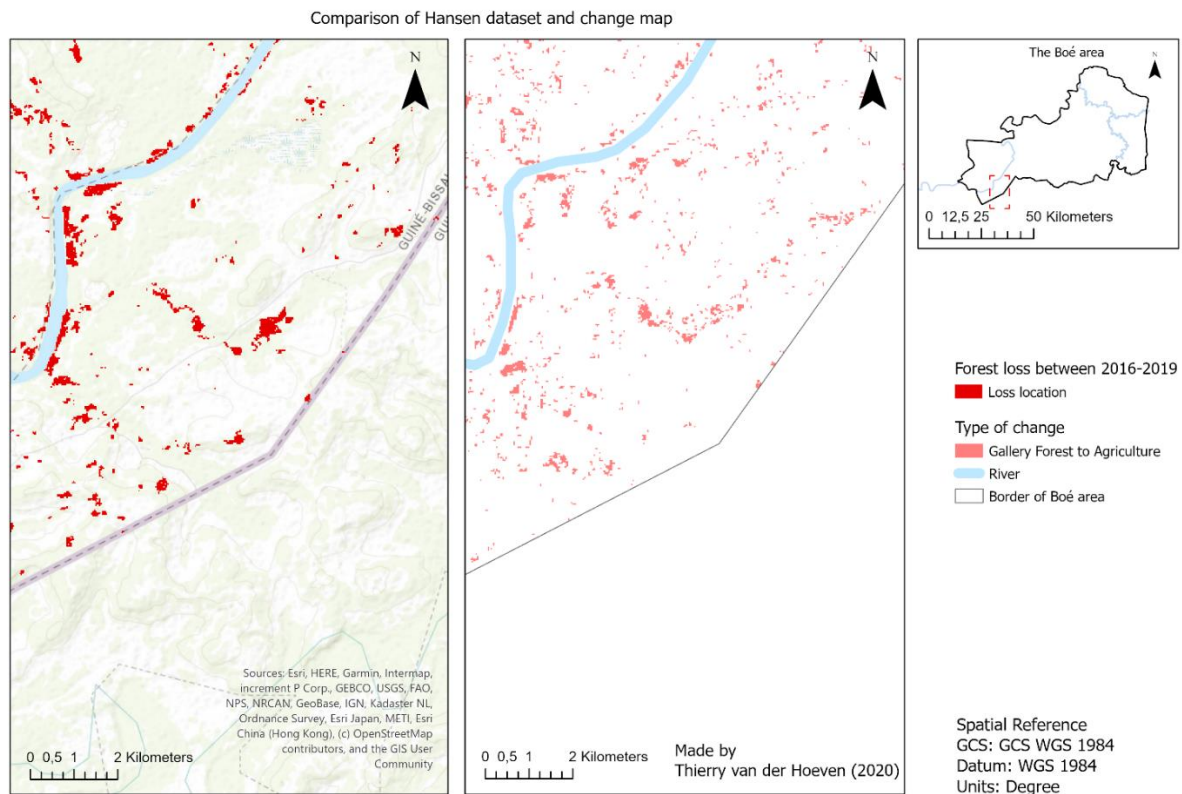 Comparison of Hansen dataset and change map
N
GUINÉ-BISSAU
GUI
Sources: Esri, HERE, Garmin, Intermap,
increment P Corp., GEBCO, USGS, FAO,
NPS, NRCAN, GeoBase, IGN, Kadaster NL,
Ordnance Survey, Esri Japan, METI, Esri
China (Hong Kong), (c) OpenStreetMap
contributors, and the GIS User
Community
0 0,5 1 2 Kilometers
N
0 0,5 1 2 Kilometers
Made by
Thierry van der Hoeven (2020)
The Boé area
N
0 12,5 25 50 Kilometers
Forest loss between 2016-2019
Loss location
Type of change
Gallery Forest to Agriculture
River
Border of Boé area
Spatial Reference
GCS: GCS WGS 1984
Datum: WGS 1984
Units: Degree